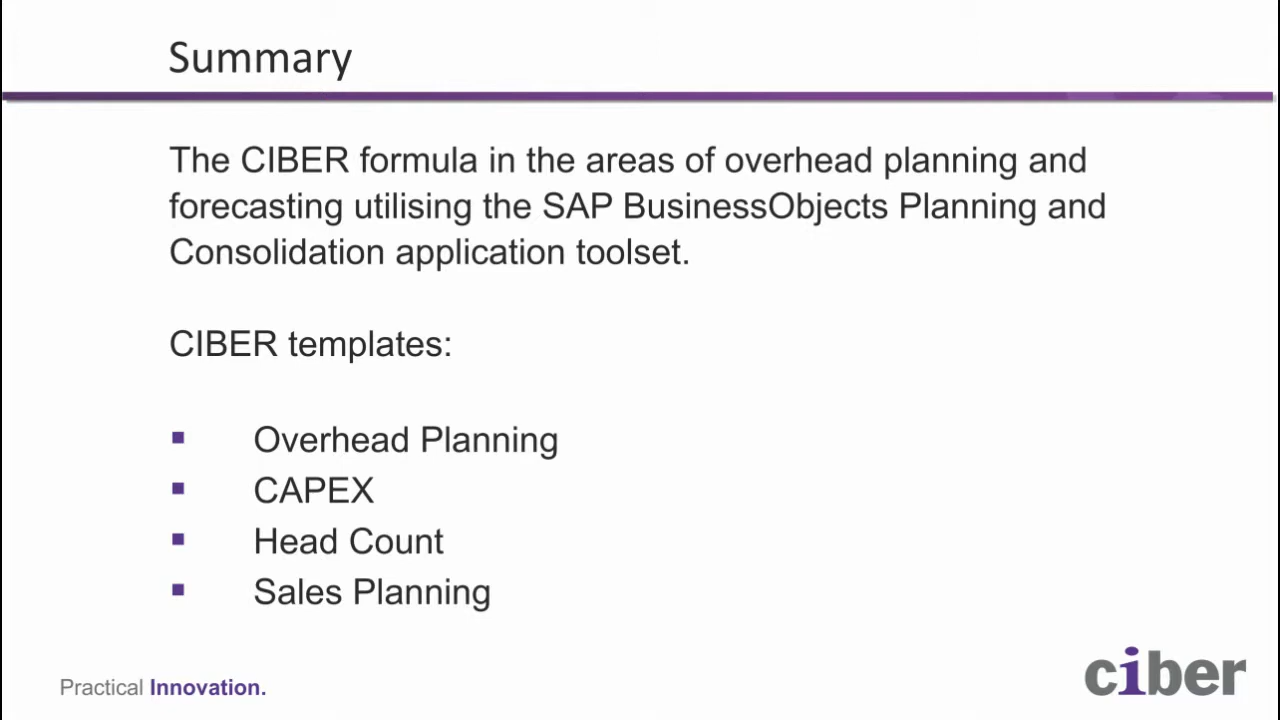 Summary
The CIBER formula in the areas of overhead planning and
forecasting utilising the SAP BusinessObjects Planning and
Consolidation application toolset.
CIBER templates:
▪ Overhead Planning
▪ CAPEX
▪ Head Count
▪ Sales Planning
Practical Innovation.
ciber